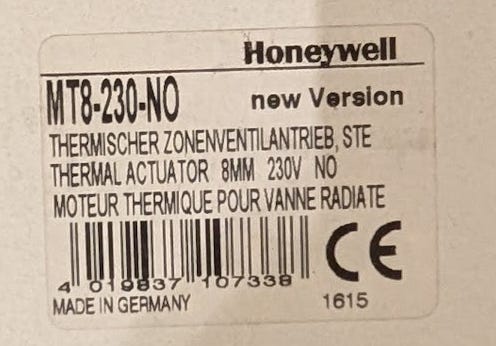 Honeywell
MT8-230-NO new Version
THERMISCHER ZONENVENTILANTRIEB, STE
THERMAL ACTUATOR 8MM 230V NO
MOTEUR THERMIQUE POUR VANNE RADIATE
CE
4 019837 107338
MADE IN GERMANY 1615